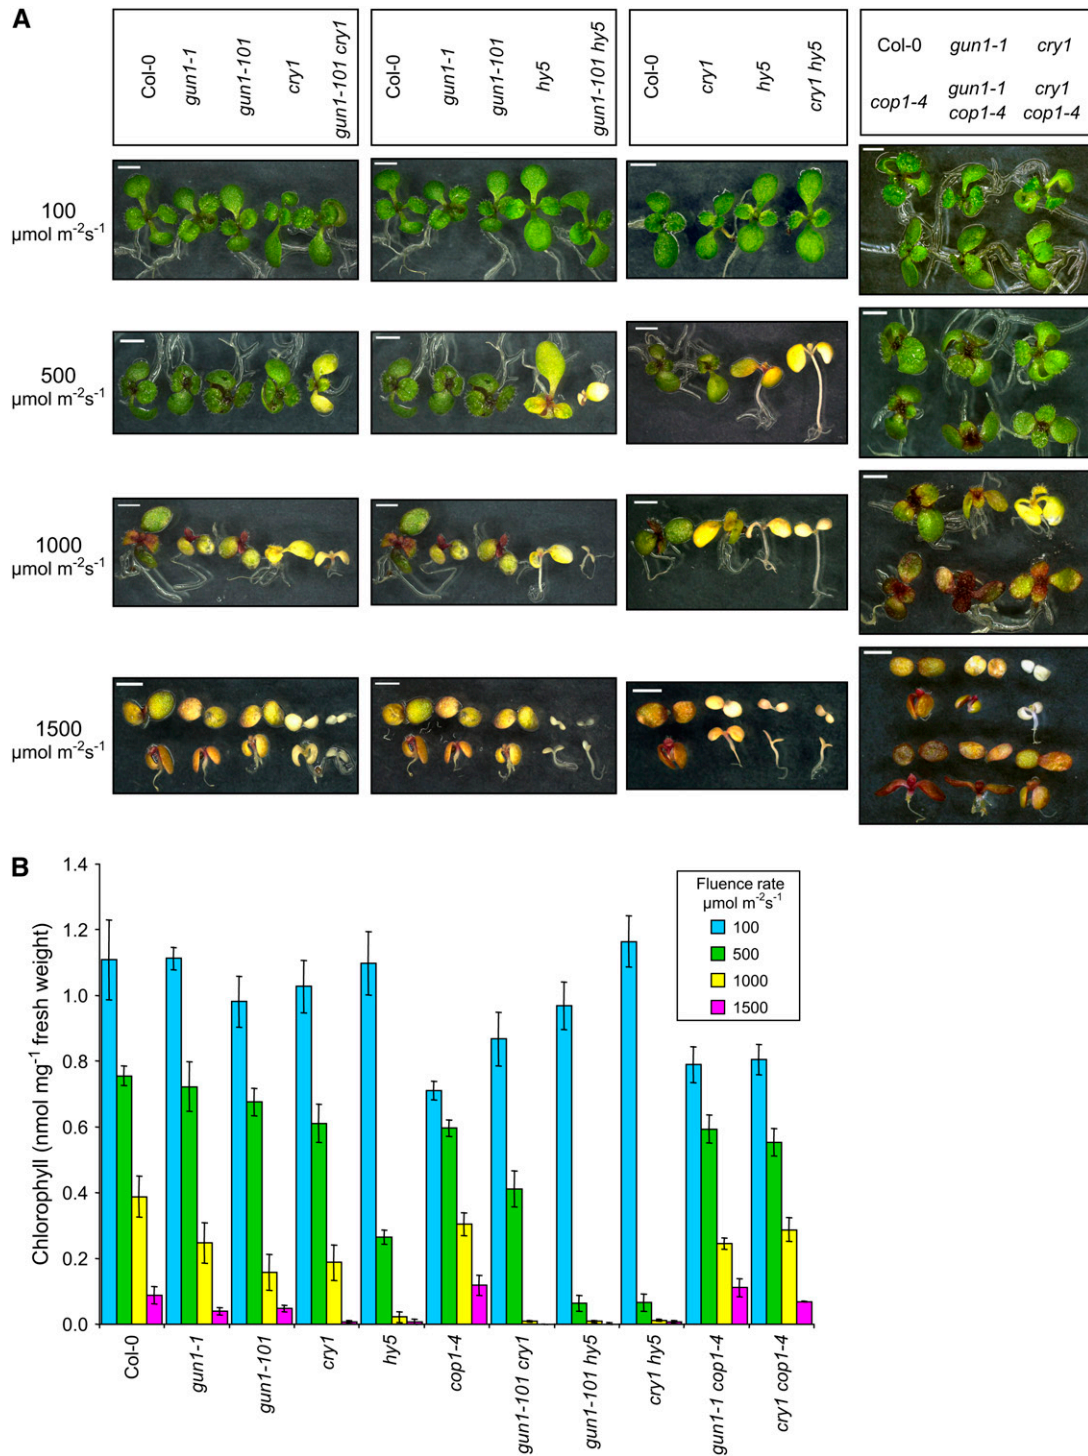 A
Col-0
gun1-1
gun1-101
cry1
gun1-101 cry1
Col-0
gun1-1
gun1-101
hy5
gun1-101 hy5
Col-0
cry1
hy5
cry1 hy5
Col-0 gun1-1 cry1
cop1-4 gun1-1 cop1-4 cry1 cop1-4
100
µmol m-2s-1
500
µmol m-2s-1
1000
µmol m-2s-1
1500
µmol m-2s-1
B
Chlorophyll (nmol mg-1 fresh weight)
1.4
1.2
1.0
0.8
0.6
0.4
0.2
0.0
Fluence rate
µmol m-2s-1
100
500
1000
1500
Col-0
gun1-1
gun1-101
cry1
hy5
cop1-4
gun1-101 cry1
gun1-101 hy5
cry1 hy5
gun1-1 cop1-4
cry1 cop1-4